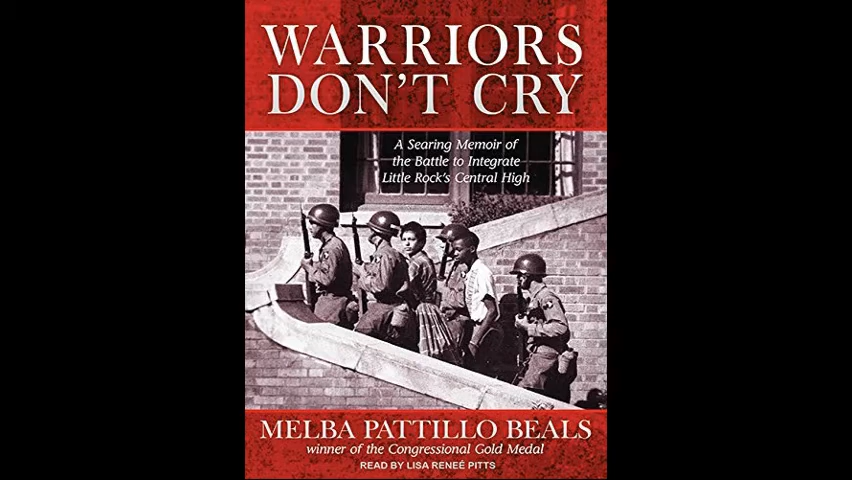 WARRIORS
DON'T CRY
A Searing Memoir of
the Battle to Integrate
Little Rock's Central High
MELBA PATTILLO BEALS
winner of the Congressional Gold Medal
READ BY LISA RENEÉ PITTS